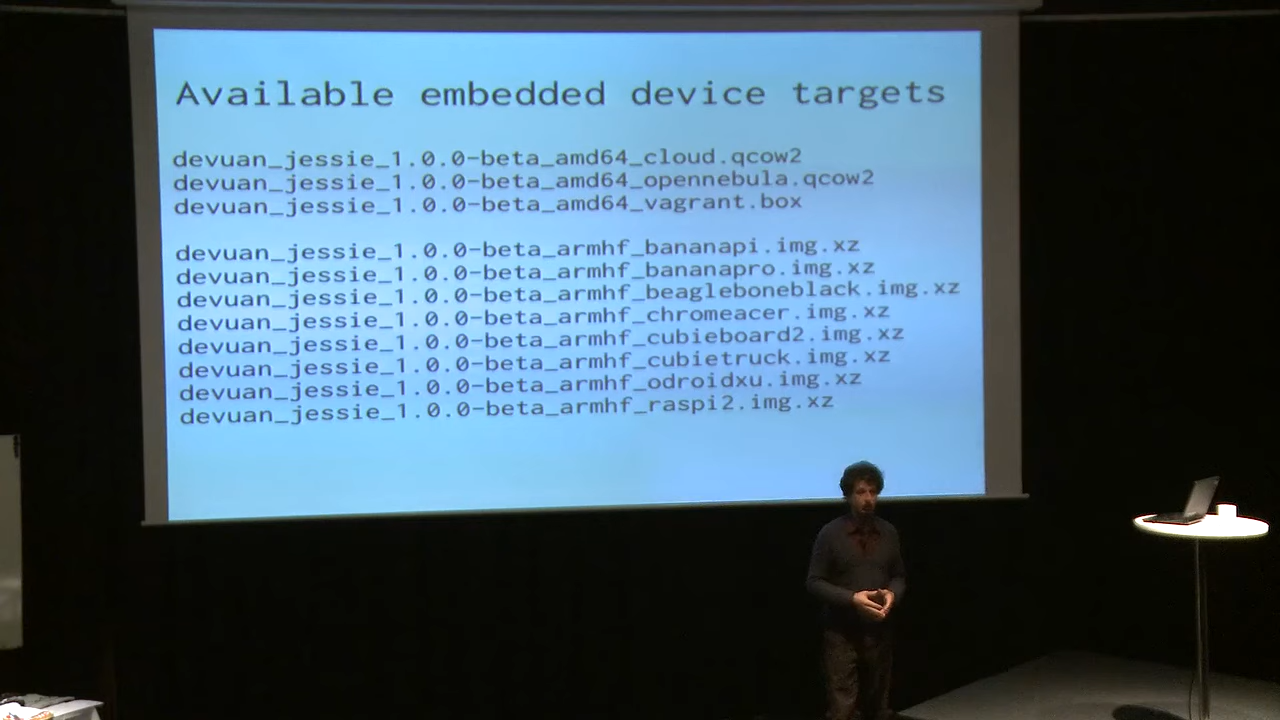 Available embedded device targets
devuan_jessie_1.0.0-beta_amd64_cloud.qcow2
devuan_jessie_1.0.0-beta_amd64_opennebula.qcow2
devuan_jessie_1.0.0-beta_amd64_vagrant.box
devuan_jessie_1.0.0-beta_armhf_bananapi.img.xz
devuan_jessie_1.0.0-beta_armhf_bananapro.img.xz
devuan_jessie_1.0.0-beta_armhf_beagleboneblack.img.xz
devuan_jessie_1.0.0-beta_armhf_chromeacer.img.xz
devuan_jessie_1.0.0-beta_armhf_cubieboard2.img.xz
devuan_jessie_1.0.0-beta_armhf_cubietruck.img.xz
devuan_jessie_1.0.0-beta_armhf_odroidxu.img.xz
devuan_jessie_1.0.0-beta_armhf_raspi2.img.xz